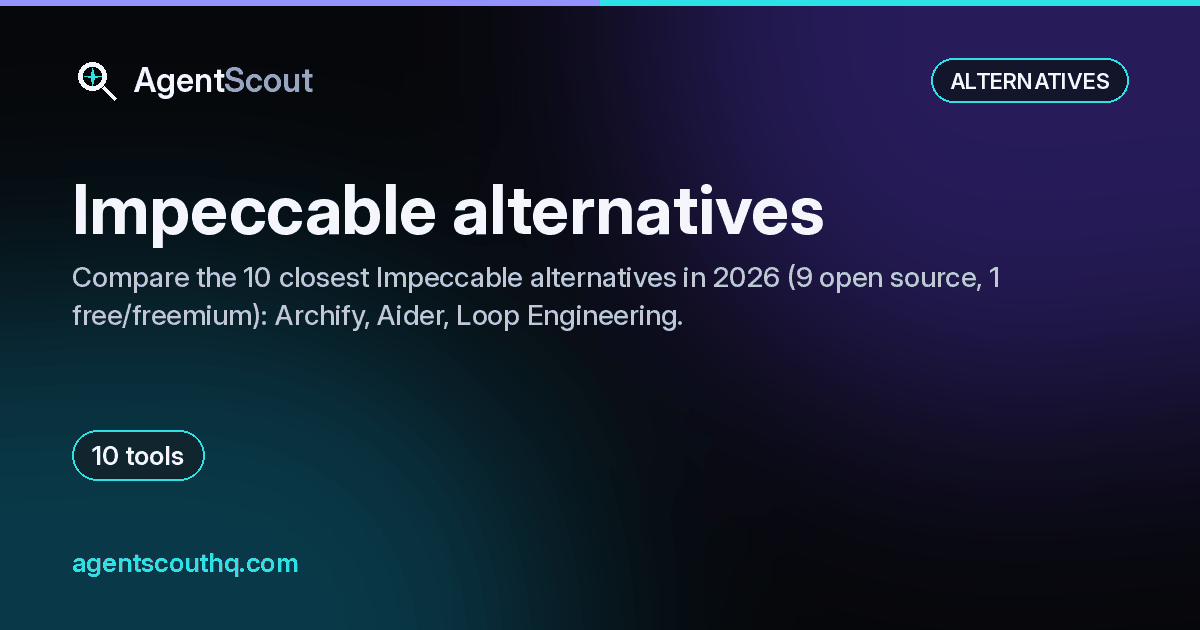 AgentScout
ALTERNATIVES
Impeccable alternatives
Compare the 10 closest Impeccable alternatives in 2026 (9 open source, 1
free/freemium): Archify, Aider, Loop Engineering.
10 tools
agentscouthq.com